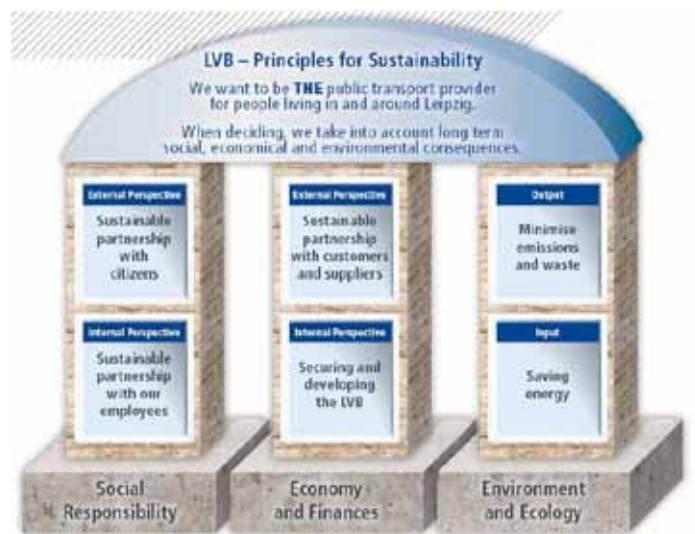 LVB – Principles for Sustainability
We want to be THE public transport provider
for people living in and around Leipzig.
When deciding, we take into account long term
social, economical and environmental consequences.
External Perspective
Sustainable
partnership
with
citizens
Internal Perspective
Sustainable
partnership
with our
employees
External Perspective
Sustainable
partnership
with customers
and suppliers
Internal Perspective
Securing and
developing
the LVB
Output
Minimise
emissions
and waste
Input
Saving
energy
Social
Responsibility
Economy
and Finances
Environment
and Ecology